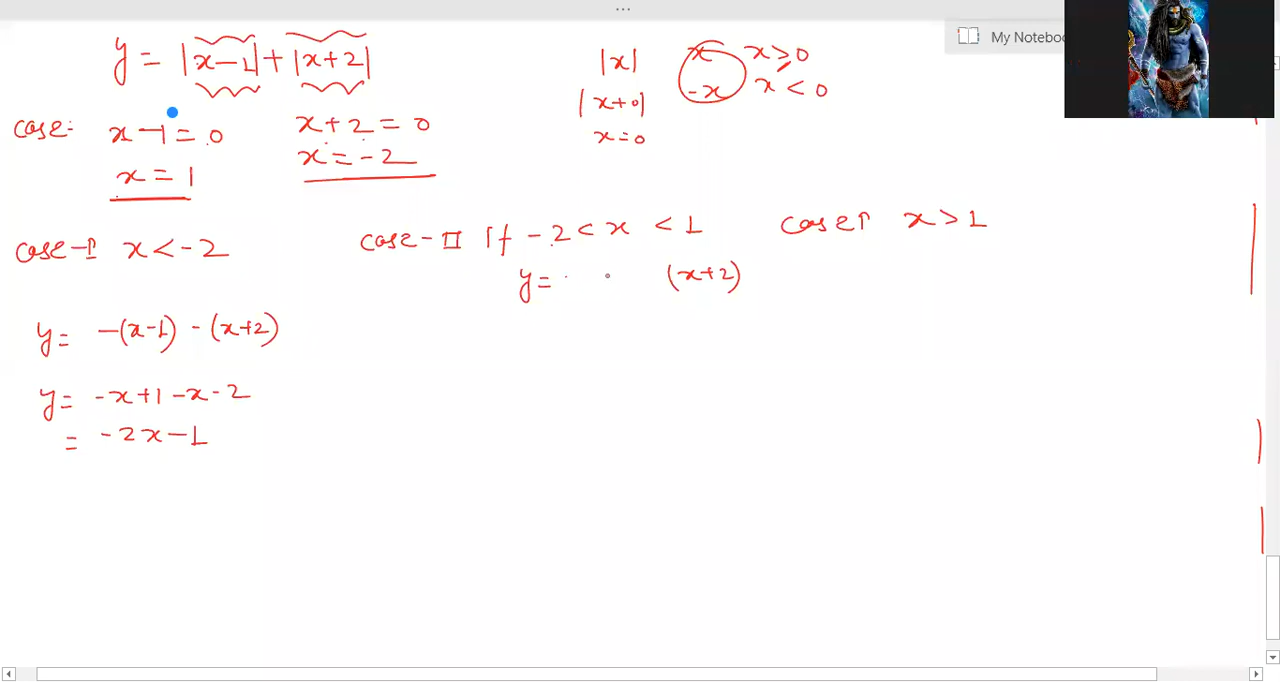 ...
My Notebo
y = |x-1| + |x+2|
|x| x x≥0
-x x<0
|x+0|
x=0
case:- x-1=0 x+2=0
x=1 x=-2
case-I x<-2
case-II If -2<x<1
case x>1
y= (x+2)
y= -(x-1) - (x+2)
y= -x+1-x-2
= -2x-1